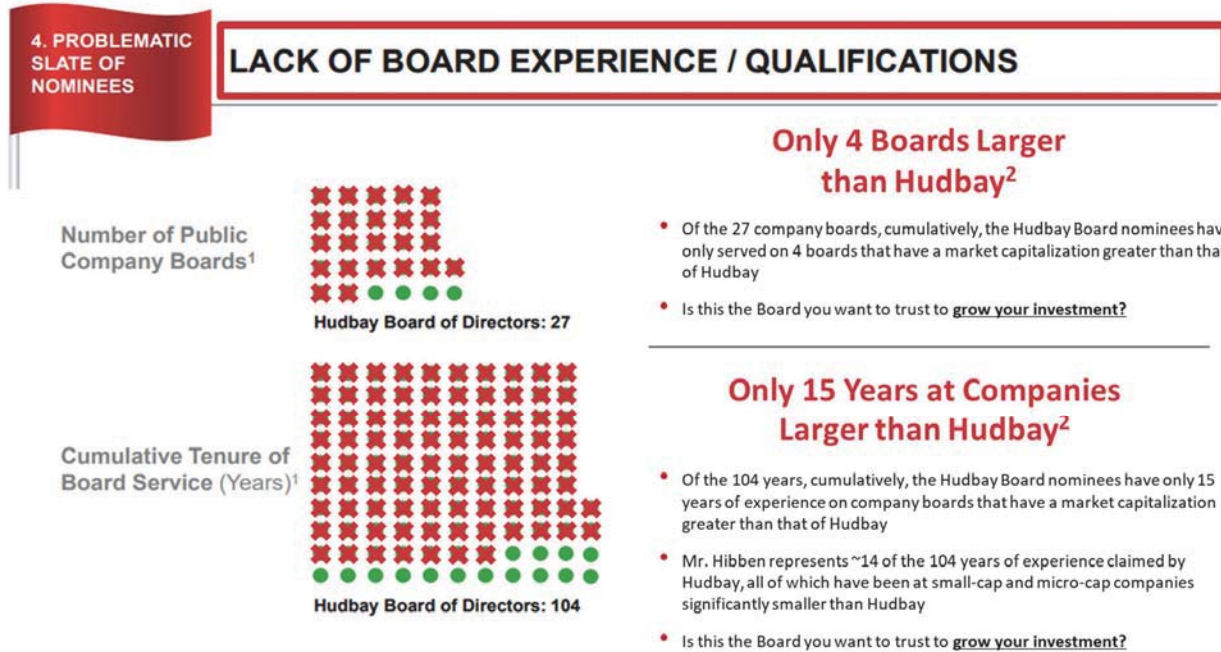 4. PROBLEMATIC
SLATE OF
NOMINEES
LACK OF BOARD EXPERIENCE / QUALIFICATIONS
Number of Public
Company Boards¹
Hudbay Board of Directors: 27
Only 4 Boards Larger
than Hudbay²
• Of the 27 company boards, cumulatively, the Hudbay Board nominees hav
only served on 4 boards that have a market capitalization greater than tha
of Hudbay
• Is this the Board you want to trust to grow your investment?
Cumulative Tenure of
Board Service (Years)¹
Hudbay Board of Directors: 104
Only 15 Years at Companies
Larger than Hudbay²
• Of the 104 years, cumulatively, the Hudbay Board nominees have only 15
years of experience on company boards that have a market capitalization
greater than that of Hudbay
• Mr. Hibben represents ~14 of the 104 years of experience claimed by
Hudbay, all of which have been at small-cap and micro-cap companies
significantly smaller than Hudbay
• Is this the Board you want to trust to grow your investment?